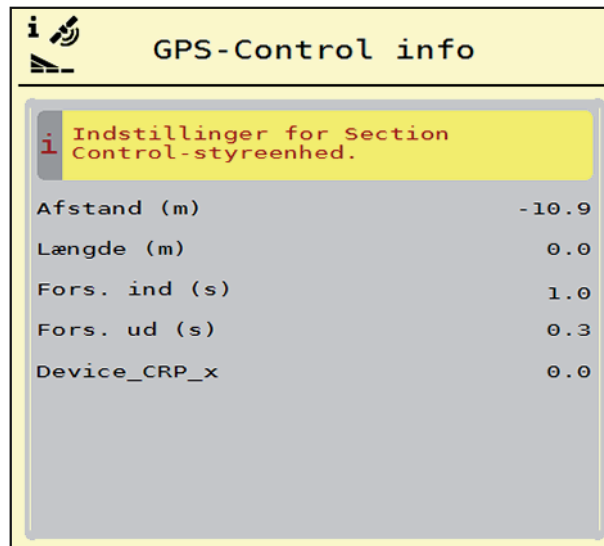 i
GPS-Control info
i
Indstillinger for Section
Control-styreenhed.
Afstand (m) -10.9
Længde (m) 0.0
Fors. ind (s) 1.0
Fors. ud (s) 0.3
Device_CRP_x 0.0